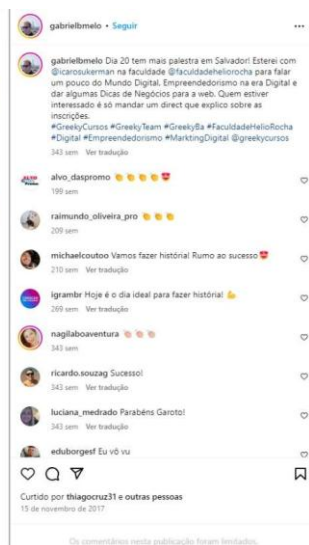 gabrielbmelo • Seguir
gabrielbmelo Dia 20 tem mais palestra em Salvador! Esterei com
@icarosukerman na faculdade @faculdadeheliorocha para falar
um pouco do Mundo Digital, Empreendedorismo na era Digital e
dar algumas Dicas de Negócios para a web. Quem estiver
interessado é só mandar um direct que explico sobre as
inscrições.
#GreekyCursos #GreekyTeam #GreekyBa #FaculdadeHelioRocha
#Digital #Empreendedorismo #MarktingDigital @greekycursos
343 sem Ver tradução
alvo_daspromo 👏👏👏👏😍
199 sem
raimundo_oliveira_pro 👏👏👏
209 sem
michaelcoutoo Vamos fazer históriaI Rumo ao sucesso😍
210 sem Ver tradução
igrambr Hoje é o dia ideal para fazer históriaI 💪
269 sem Ver tradução
nagilaboaventura 👏🏻👏🏻👏🏻
343 sem
ricardo.souzag Sucesso!
343 sem Ver tradução
luciana_medrado Parabéns Garoto!
343 sem Ver tradução
eduborgesf Eu vô vu
Curtido por thiagocruz31 e outras pessoas
15 de novembro de 2017
Os comentários nesta publicação foram limitados.